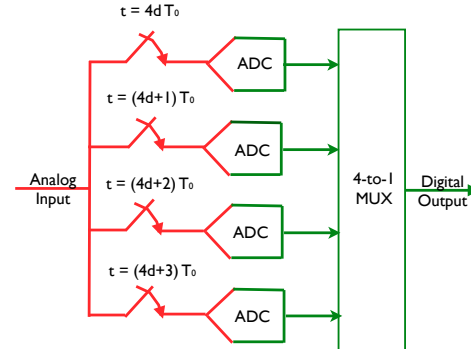 t = 4d T₀
ADC
t = (4d+1) T₀
ADC
Analog
Input
t = (4d+2) T₀
ADC
4-to-1
MUX
Digital
Output
t = (4d+3) T₀
ADC